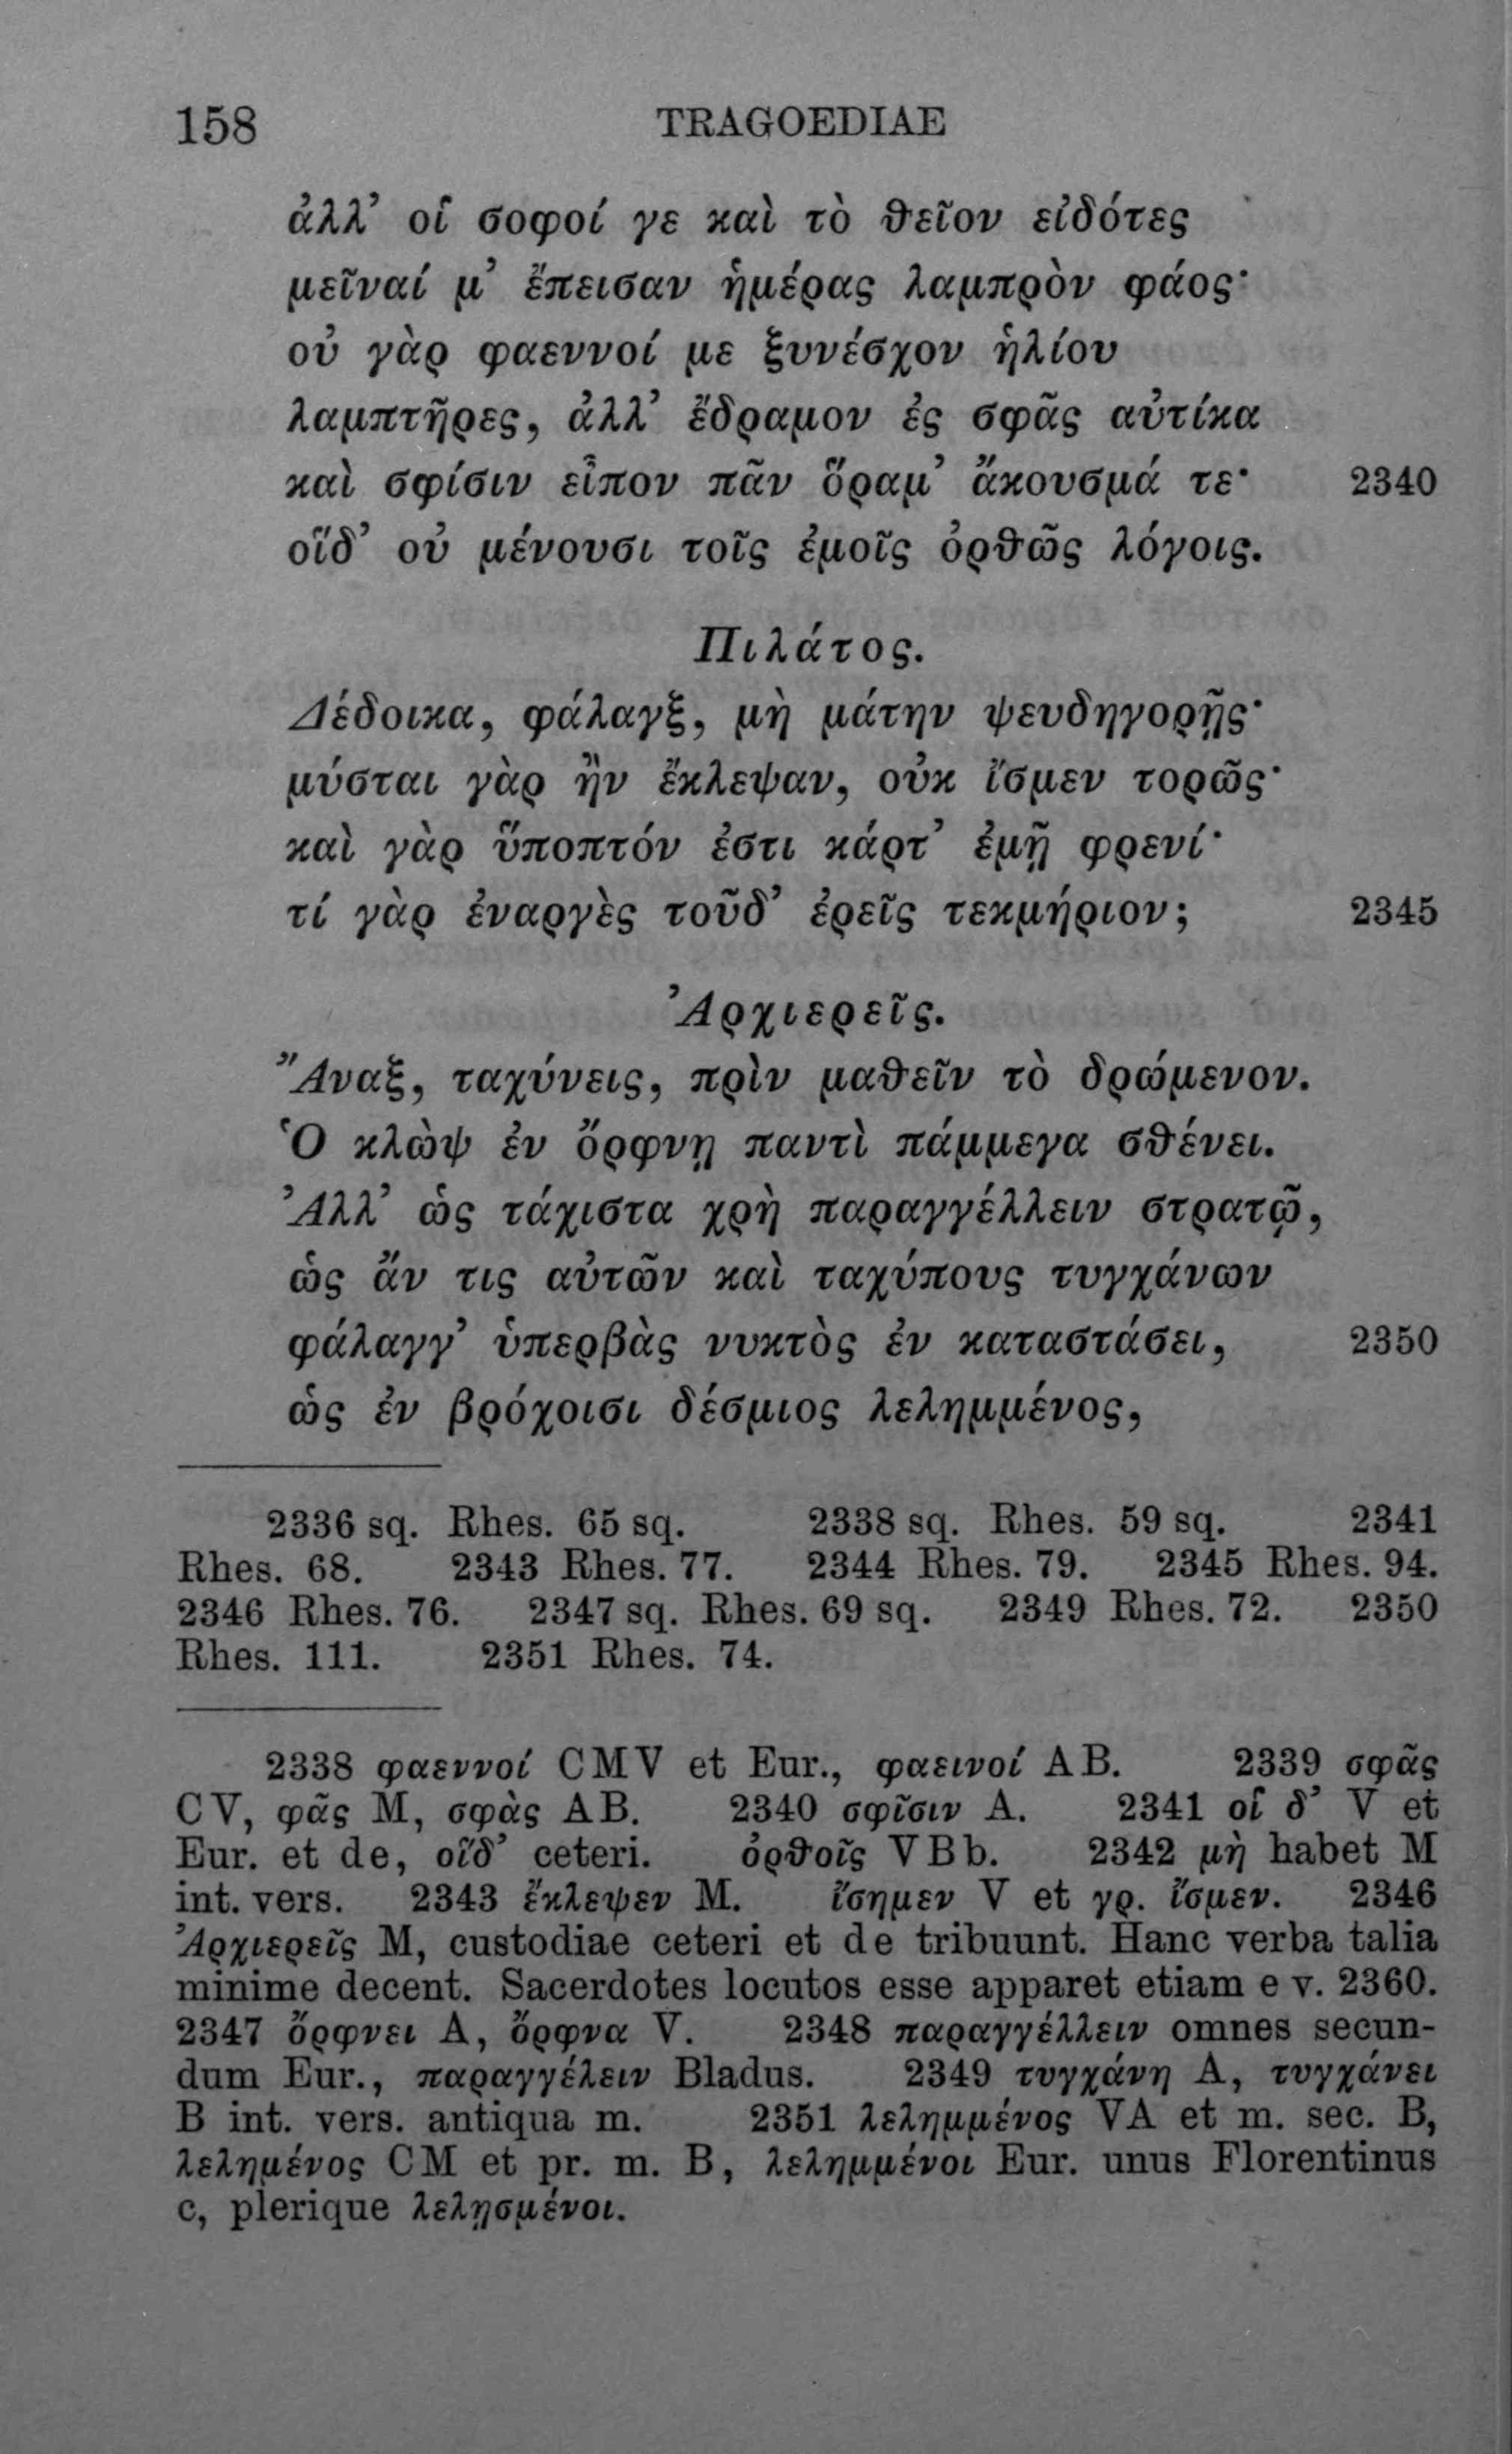 158 TRAGOEDIAE
ἀλλ’ οἵ σοφοί γε καὶ τὸ θεῖον εἰδότες
μεῖναί μ’ ἔπεισαν ἡμέρας λαμπρὸν φάος·
οὐ γὰρ φαεννοί με ξυνέσχον ἡλίου
λαμπτῆρες, ἀλλ’ ἔδραμον ἐς σφᾶς αὐτίκα
καὶ σφίσιν εἶπον πᾶν ὅραμ’ ἄκουσμά τε· 2340
οἵδ’ οὐ μένουσι τοῖς ἐμοῖς ὀρθῶς λόγοις.
Πιλάτος.
Δέδοικα, φάλαγξ, μὴ μάτην ψευδηγορῇς·
μύσται γὰρ ἢν ἔκλεψαν, οὐκ ἴσμεν τορῶς·
καὶ γὰρ ὕποπτόν ἐστι κάρτ’ ἐμῇ φρενί·
τί γὰρ ἐναργὲς τοῦδ’ ἐρεῖς τεκμήριον; 2345
Ἀρχιερεῖς.
Ἄναξ, ταχύνεις, πρὶν μαθεῖν τὸ δρώμενον.
Ὁ κλὼψ ἐν ὄρφνῃ παντὶ πάμμεγα σθένει.
Ἀλλ’ ὡς τάχιστα χρὴ παραγγέλλειν στρατῷ,
ὡς ἄν τις αὐτῶν καὶ ταχύπους τυγχάνων
φάλαγγ’ ὑπερβὰς νυκτὸς ἐν καταστάσει, 2350
ὡς ἐν βρόχοισι δέσμιος λελημμένος,
2336 sq. Rhes. 65 sq. 2338 sq. Rhes. 59 sq. 2341
Rhes. 68. 2343 Rhes. 77. 2344 Rhes. 79. 2345 Rhes. 94.
2346 Rhes. 76. 2347 sq. Rhes. 69 sq. 2349 Rhes. 72. 2350
Rhes. 111. 2351 Rhes. 74.
2338 φαεννοί CMV et Eur., φαεινοί AB. 2339 σφᾶς
CV, φᾶς M, σφὰς AB. 2340 σφῖσιν A. 2341 οἵ δ’ V et
Eur. et de, οἵδ’ ceteri. ὀρθοῖς VBb. 2342 μὴ habet M
int. vers. 2343 ἔκλεψεν M. ἴσημεν V et γρ. ἴσμεν. 2346
Ἀρχιερεῖς M, custodiae ceteri et de tribuunt. Hanc verba talia
minime decent. Sacerdotes locutos esse apparet etiam e v. 2360.
2347 ὄρφνει A, ὄρφνα V. 2348 παραγγέλλειν omnes secun-
dum Eur., παραγγέλειν Bladus. 2349 τυγχάνη A, τυγχάνει
B int. vers. antiqua m. 2351 λελημμένος VA et m. sec. B,
λελημένος CM et pr. m. B, λελημμένοι Eur. unus Florentinus
c, plerique λελῃσμένοι.